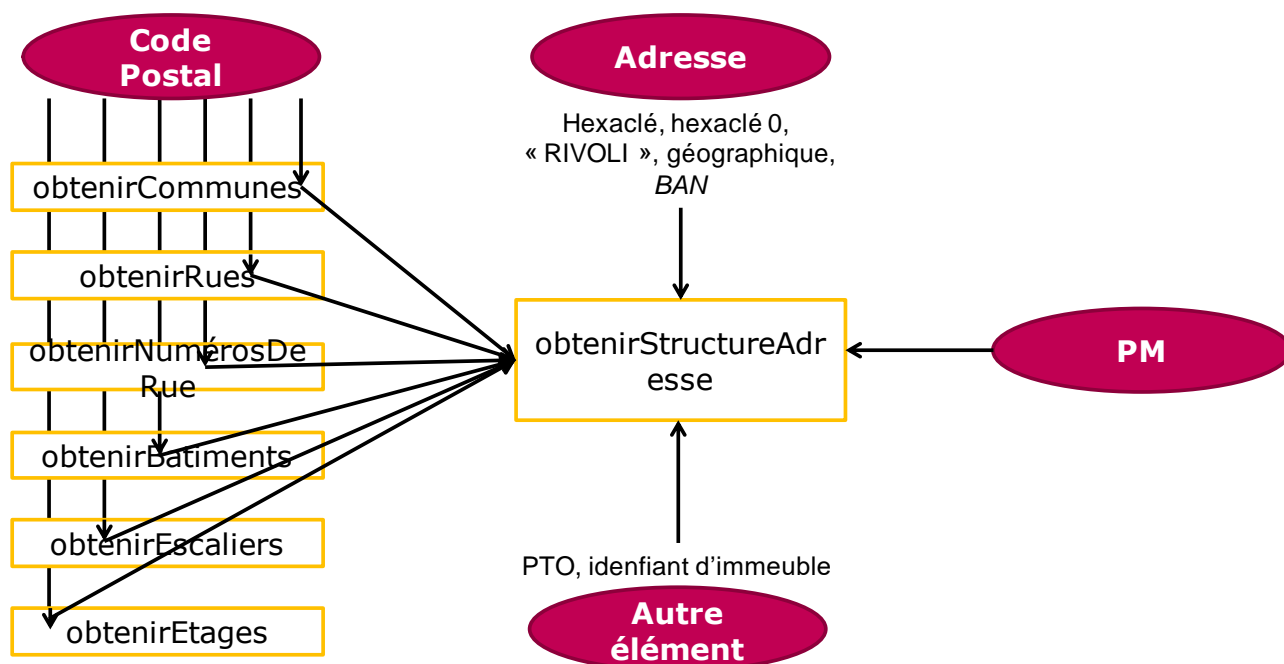 Code
Postal
obtenirCommunes
obtenirRues
obtenirNumérosDe
Rue
obtenirBatiments
obtenirEscaliers
obtenirEtages
Adresse
Hexaclé, hexaclé 0,
« RIVOLI », géographique,
BAN
obtenirStructureAdr
esse
PTO, idenfiant d’immeuble
Autre
élément
PM